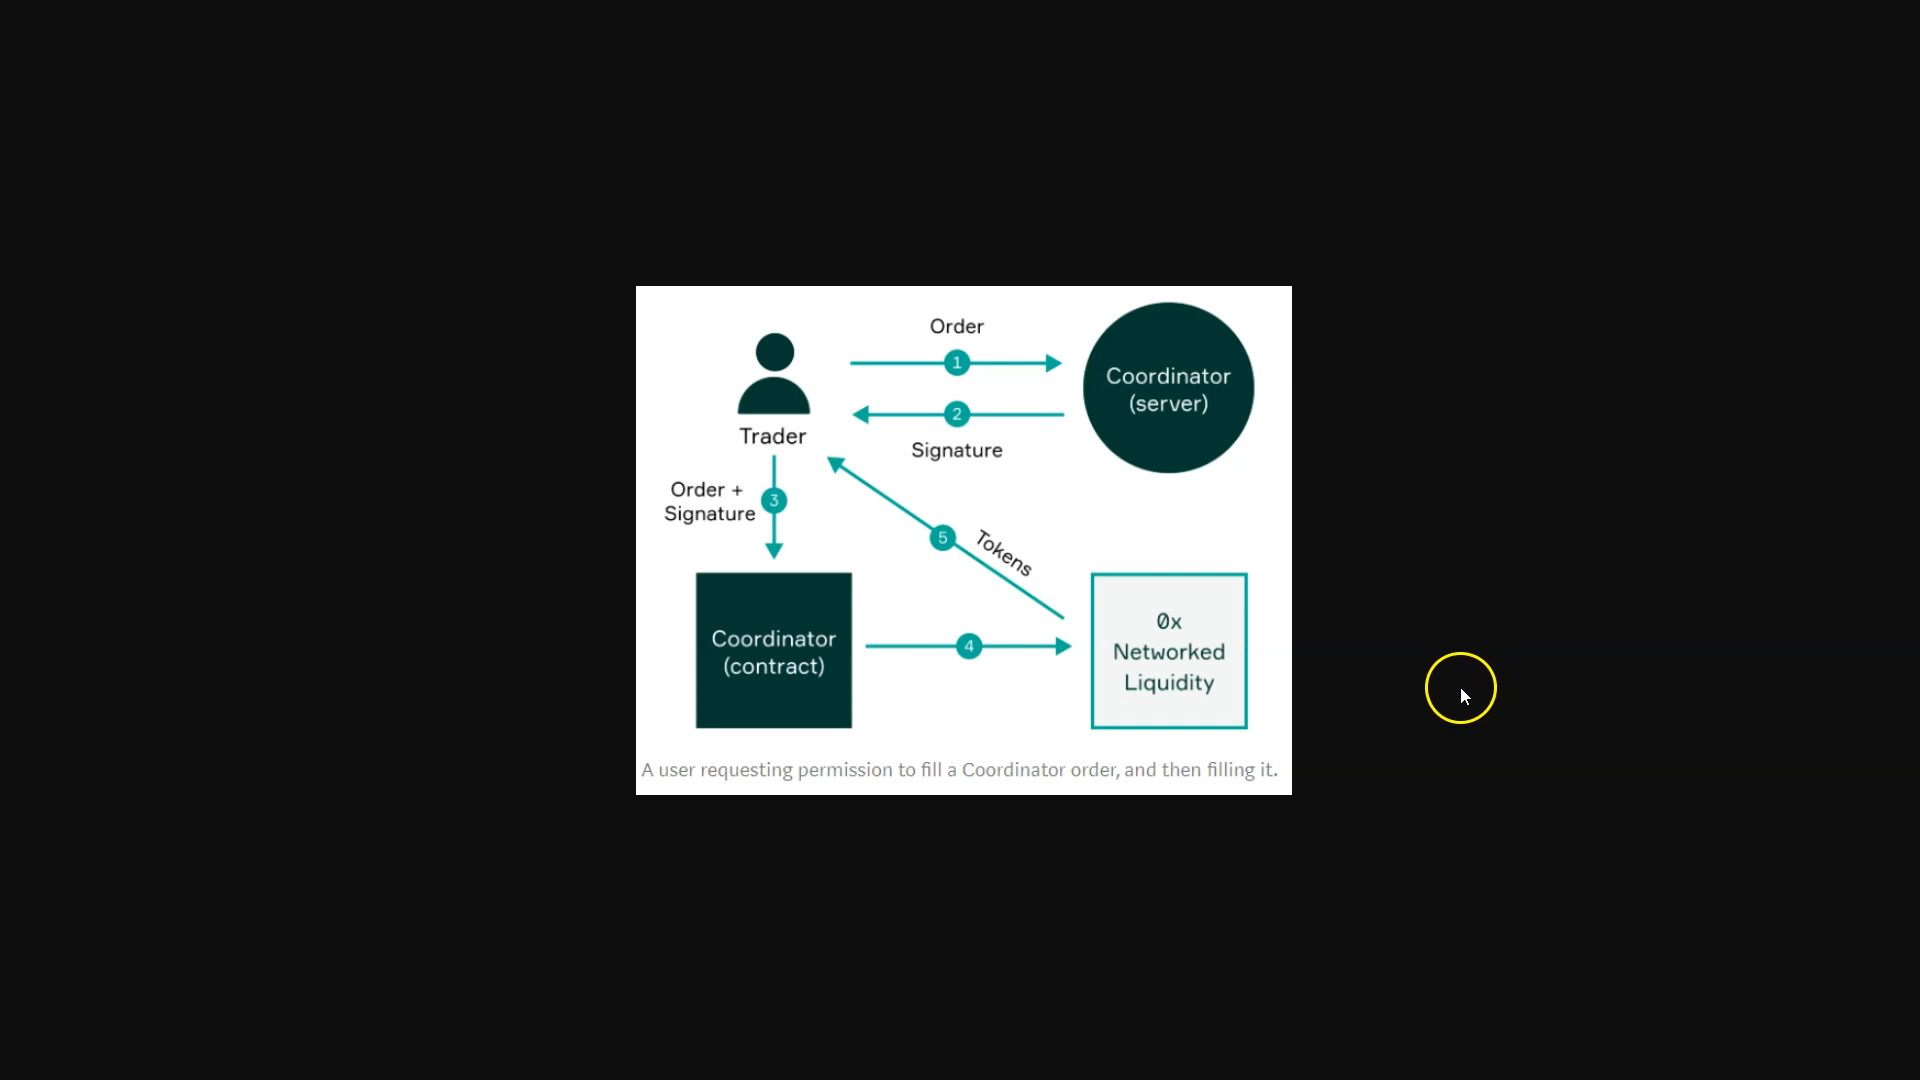 Order
1
Coordinator
(server)
2
Trader
Signature
Order +
Signature
3
5
Tokens
Coordinator
(contract)
4
0x
Networked
Liquidity
A user requesting permission to fill a Coordinator order, and then filling it.